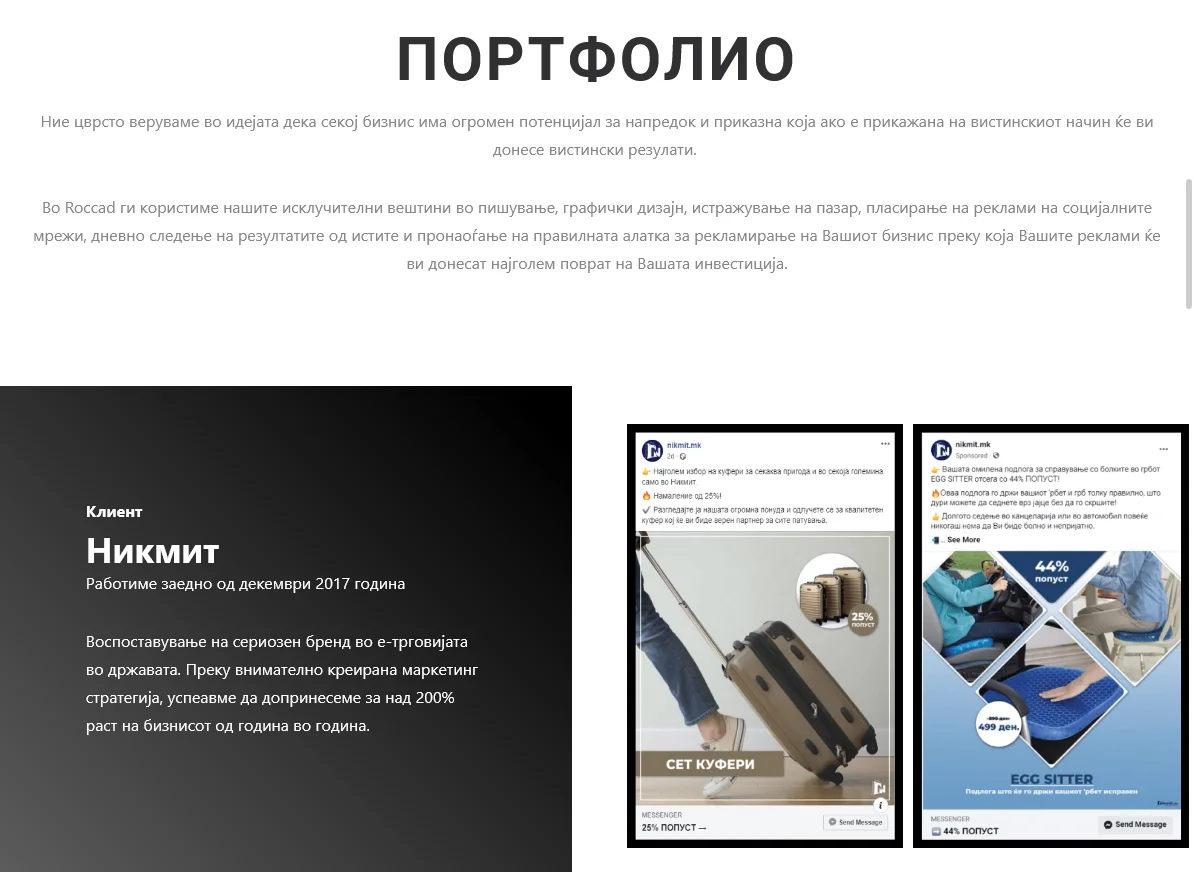 ПОРТФОЛИО
Ние цврсто веруваме во идејата дека секој бизнис има огромен потенцијал за напредок и приказна која ако е прикажана на вистинскиот начин ќе ви
донесе вистински резулати.
Во Roccad ги користиме нашите исклучителни вештини во пишување, графички дизајн, истражување на пазар, пласирање на реклами на социјалните
мрежи, дневно следење на резултатите од истите и пронаоѓање на правилната алатка за рекламирање на Вашиот бизнис преку која Вашите реклами ќе
ви донесат најголем поврат на Вашата инвестиција.
Клиент
Никмит
Работиме заедно од декември 2017 година
Воспоставување на сериозен бренд во е-трговијата
во државата. Преку внимателно креирана маркетинг
стратегија, успеавме да допринесеме за над 200%
раст на бизнисот од година во година.
nikmit.mk
2d
👉 Најголем избор на куфери за секаква пригода и во секоја големина
само во Никмит.
🔥 Намаление од 25%!
✔ Разгледајте ја нашата огромна понуда и одлучете се за квалитетен
куфер кој ќе ви биде верен партнер за сите патувања.
25%
ПОПУСТ
СЕТ КУФЕРИ
MESSENGER
25% ПОПУСТ→
Send Message
nikmit.mk
Sponsored ·
👉 Вашата омилена подлога за справување со болките во грбот
EGG SITTER отсега со 44% ПОПУСТ!
🔥Оваа подлога го држи вашиот 'рбет и грб толку правилно, што
дури можете да седнете врз јајце без да го скршите!
👍 Долгото седење во канцеларија или во автомобил повеќе
никогаш нема да Ви биде болно и непријатно.
... See More
44%
попуст
899 ден
499 ден.
EGG SITTER
Подлога што ќе го држи вашиот 'рбет исправен
MESSENGER
➡ 44% ПОПУСТ
Send Message